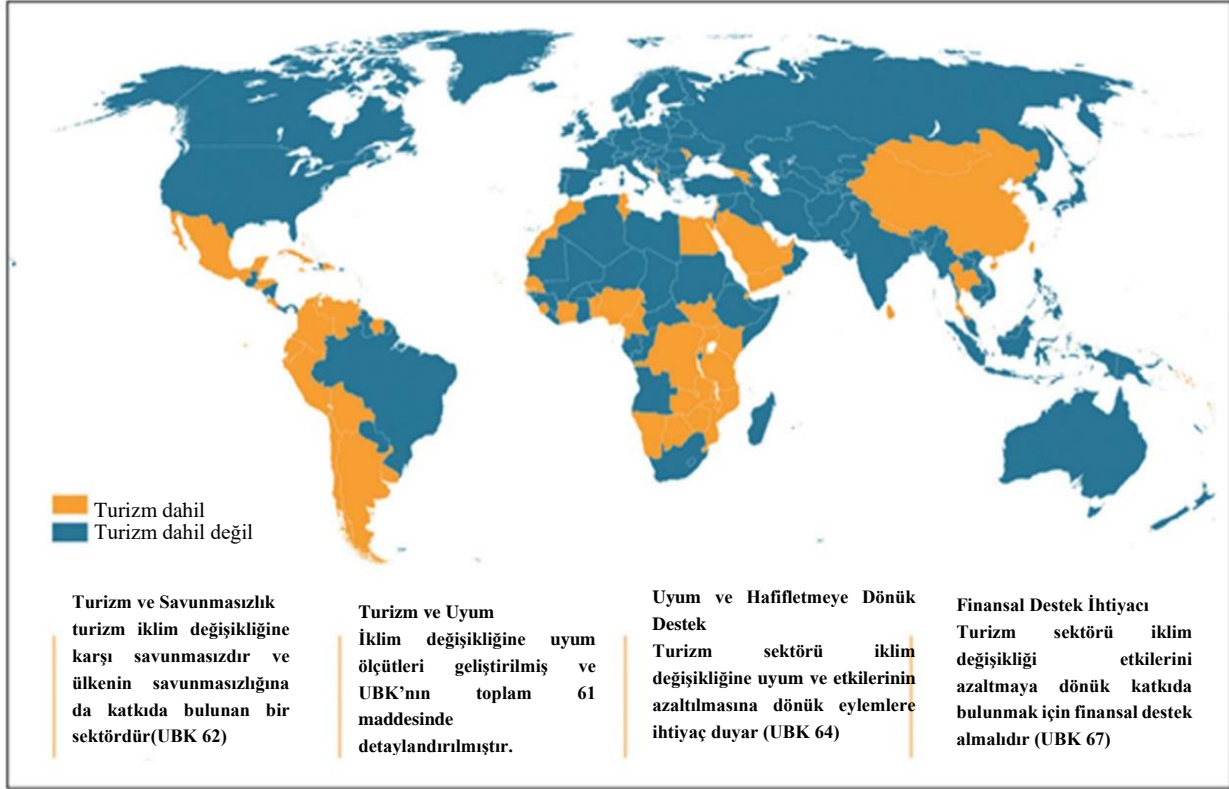 Turizm dahil
Turizm dahil değil
Turizm ve Savunmasızlık
turizm iklim değişikliğine
karşı savunmasızdır ve
ülkenin savunmasızlığına
da katkıda bulunan bir
sektördür(UBK 62)
Turizm ve Uyum
İklim değişikliğine uyum
ölçütleri geliştirilmiş ve
UBK’nın toplam 61
maddesinde
detaylandırılmıştır.
Uyum ve Hafifletmeye Dönük
Destek
Turizm sektörü iklim
değişikliğine uyum ve etkilerinin
azaltılmasına dönük eylemlere
ihtiyaç duyar (UBK 64)
Finansal Destek İhtiyacı
Turizm sektörü iklim
değişikliği etkilerini
azaltmaya dönük katkıda
bulunmak için finansal destek
almalıdır (UBK 67)